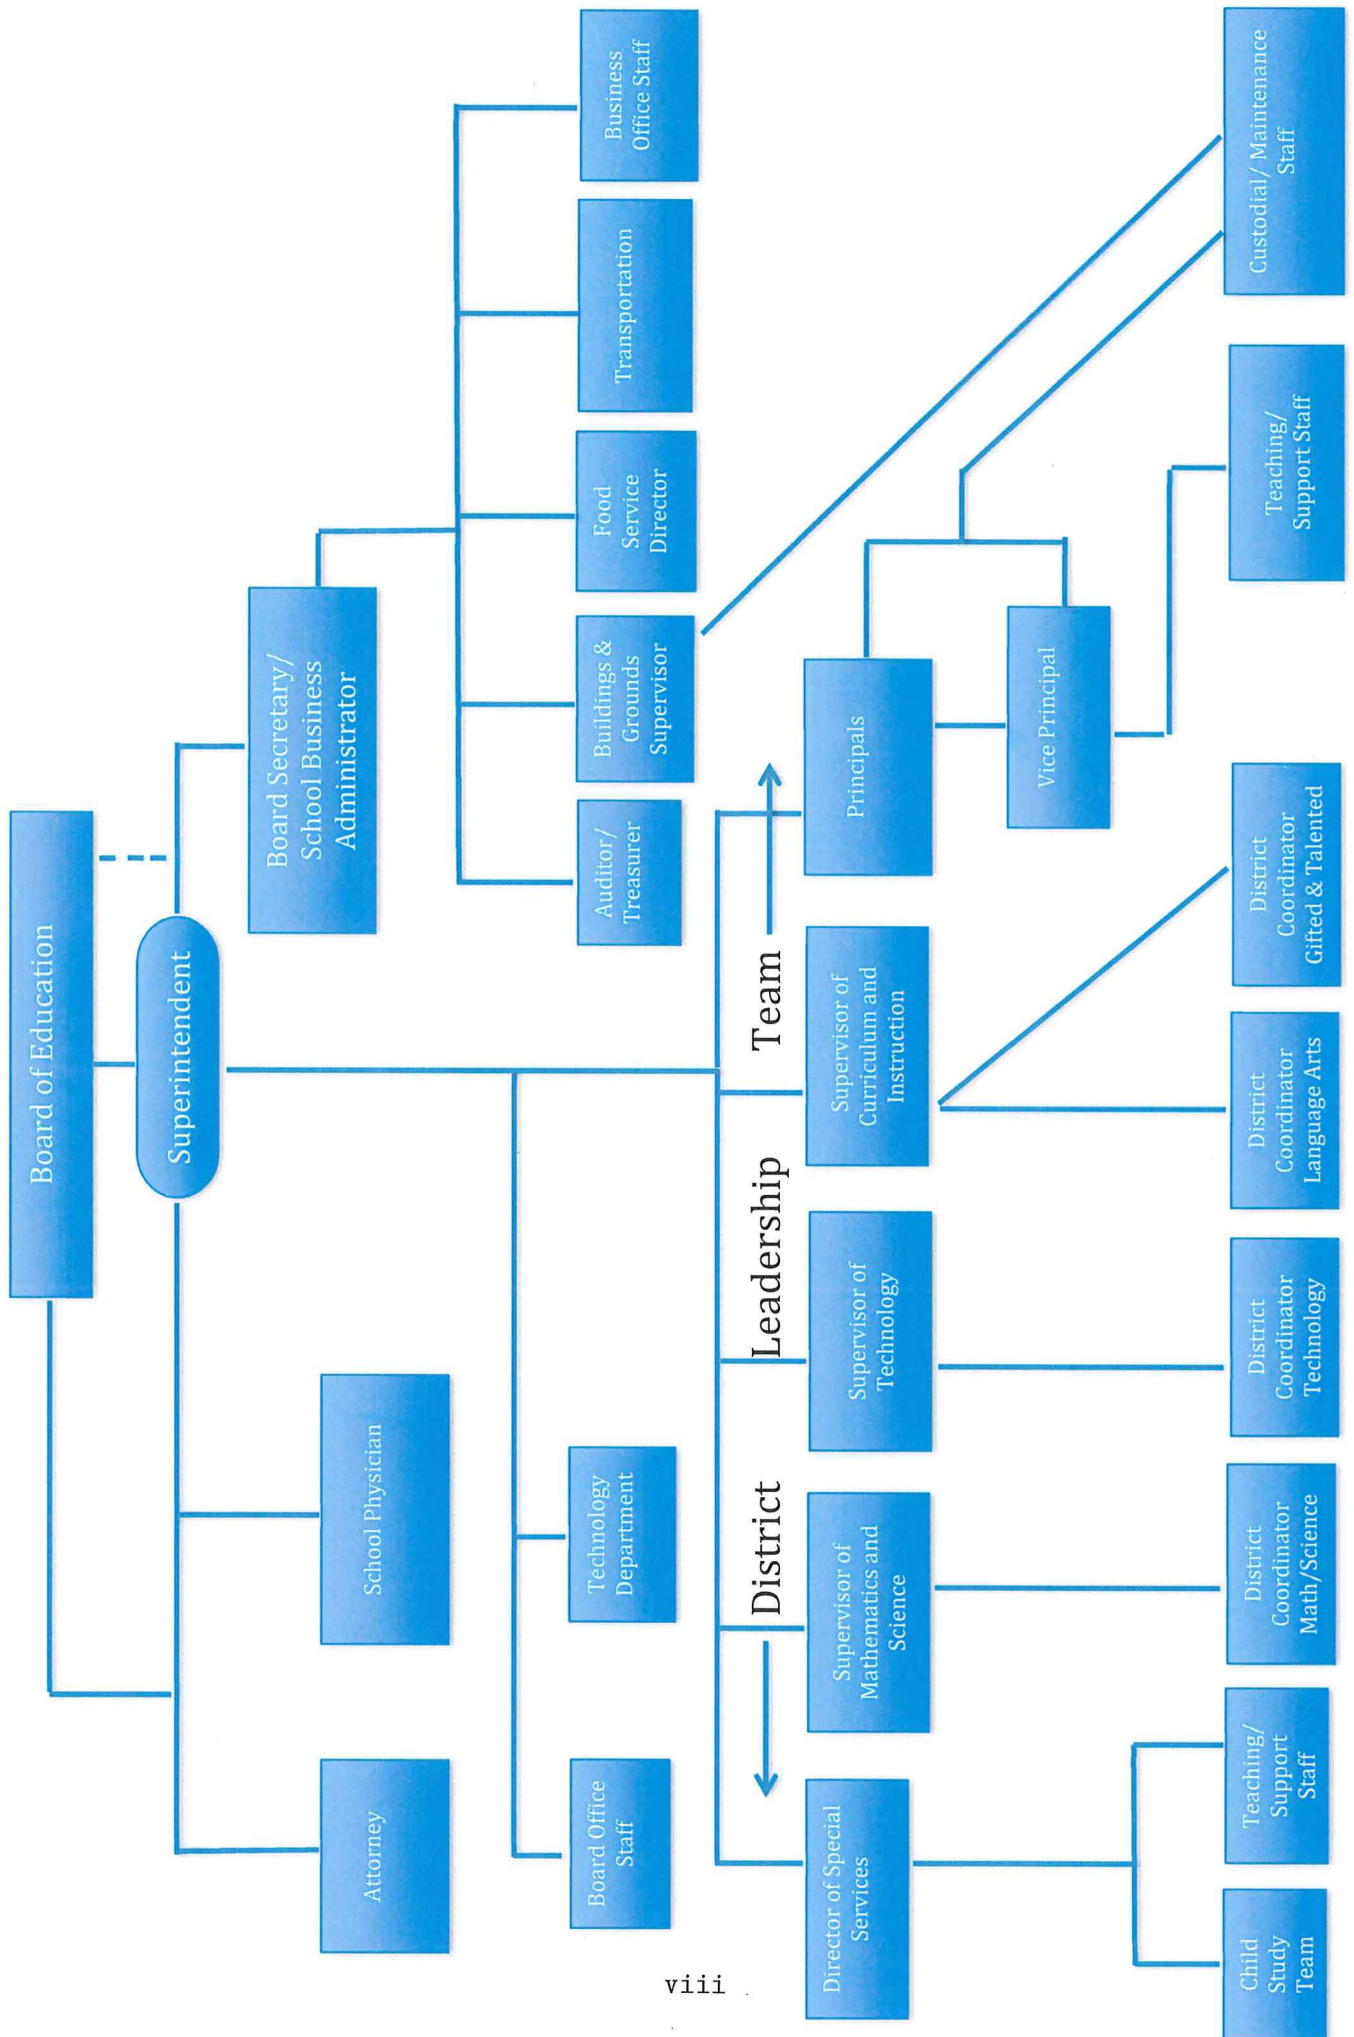 Board of Education
Superintendent
Board Secretary/
School Business
Administrator
Attorney
School Physician
Auditor/
Treasurer
Buildings &
Grounds
Supervisor
Food
Service
Director
Transportation
Business
Office Staff
Board Office
Staff
Technology
Department
District Leadership Team
Director of Special
Services
Supervisor of
Mathematics and
Science
Supervisor of
Technology
Supervisor of
Curriculum and
Instruction
Principals
Vice Principal
Child
Study
Team
Teaching/
Support
Staff
District
Coordinator
Math/Science
District
Coordinator
Technology
District
Coordinator
Language Arts
District
Coordinator
Gifted & Talented
Teaching/
Support Staff
Custodial/ Maintenance
Staff
viii